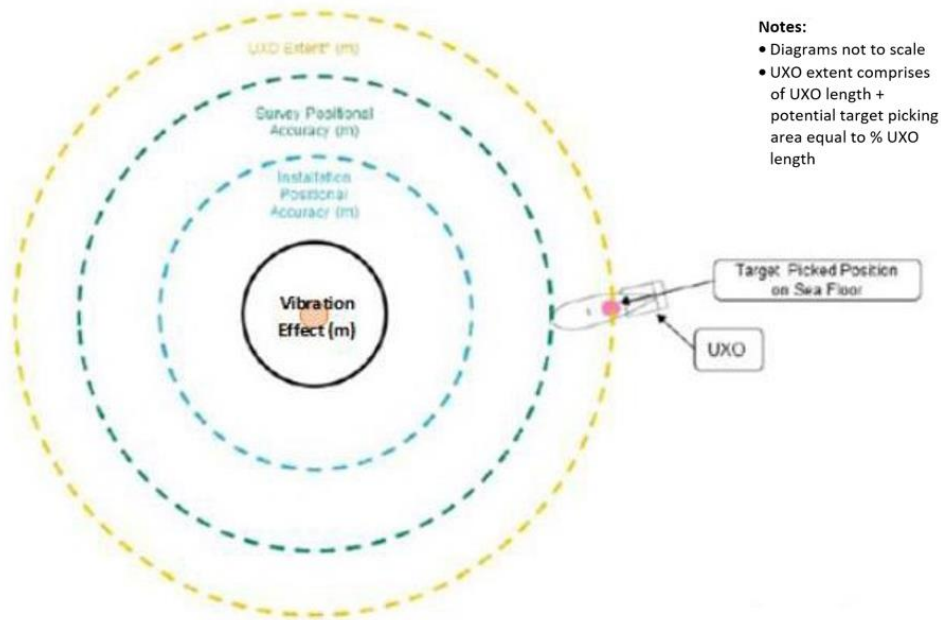 Notes:
• Diagrams not to scale
• UXO extent comprises
of UXO length +
potential target picking
area equal to % UXO
length
UXO Extent* (m)
Survey Positional
Accuracy (m)
Installation
Positional
Accuracy (m)
Vibration
Effect (m)
Target Picked Position
on Sea Floor
UXO